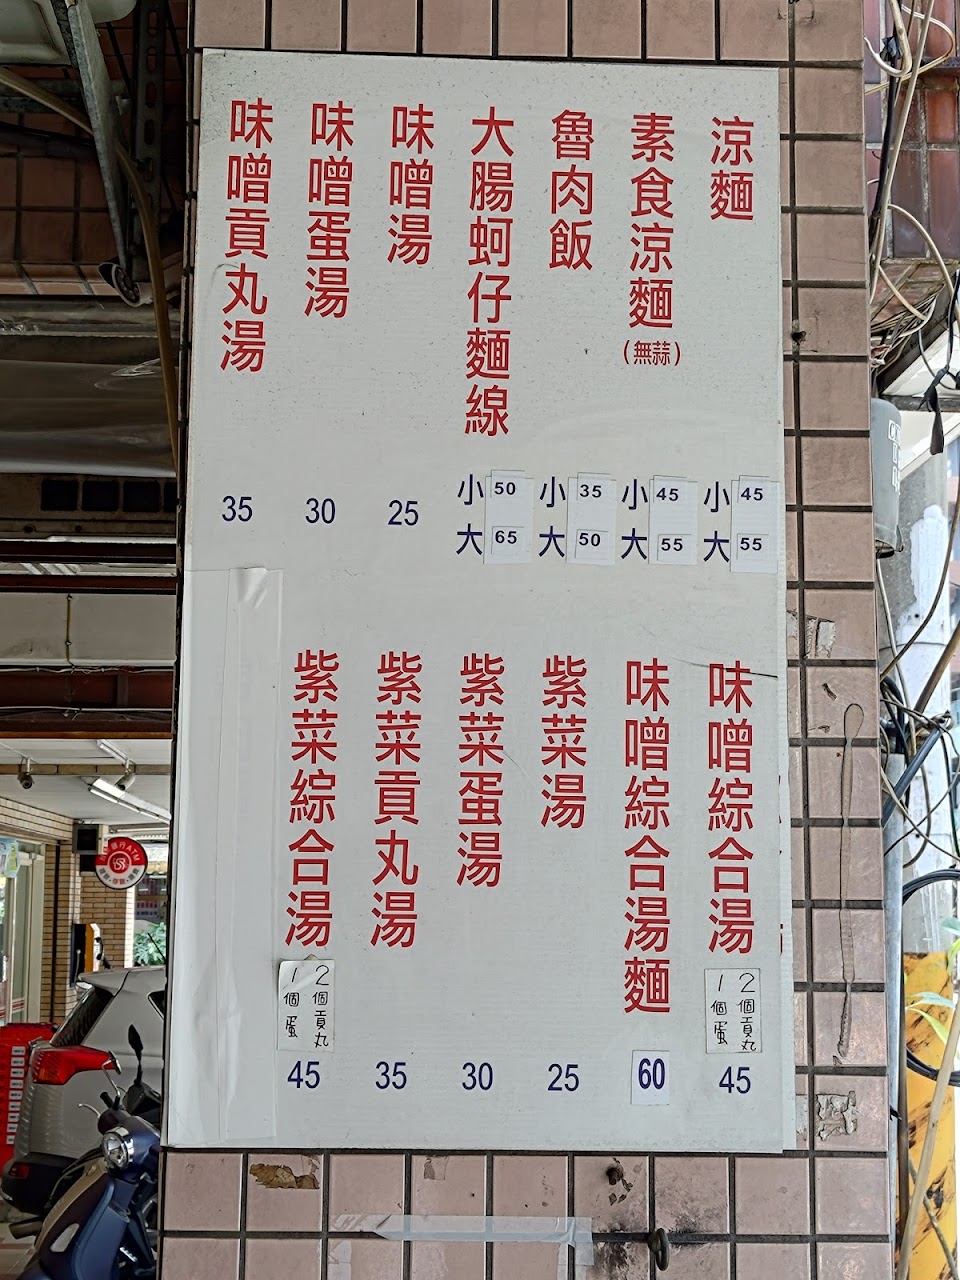 涼麵
小 45
大 55
素食涼麵
(無蒜)
小 45
大 55
魯肉飯
小 35
大 50
大腸蚵仔麵線
小 50
大 65
味噌湯
25
味噌蛋湯
30
味噌貢丸湯
35
味噌綜合湯
2個貢丸
1個蛋
45
味噌綜合湯麵
60
紫菜湯
25
紫菜蛋湯
30
紫菜貢丸湯
35
紫菜綜合湯
2個貢丸
1個蛋
45